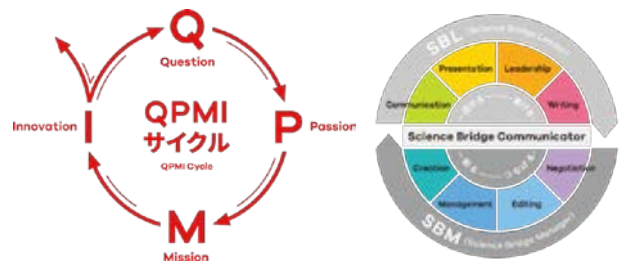 Q
Question
P
Passion
M
Mission
I
Innovation
QPMI
サイクル
QPMI Cycle
SBL (Science Bridge Leader)
Communication
Presentation
Leadership
Writing
Science Bridge Communicator
Creation
Management
Editing
Negotiation
SBM (Science Bridge Manager)